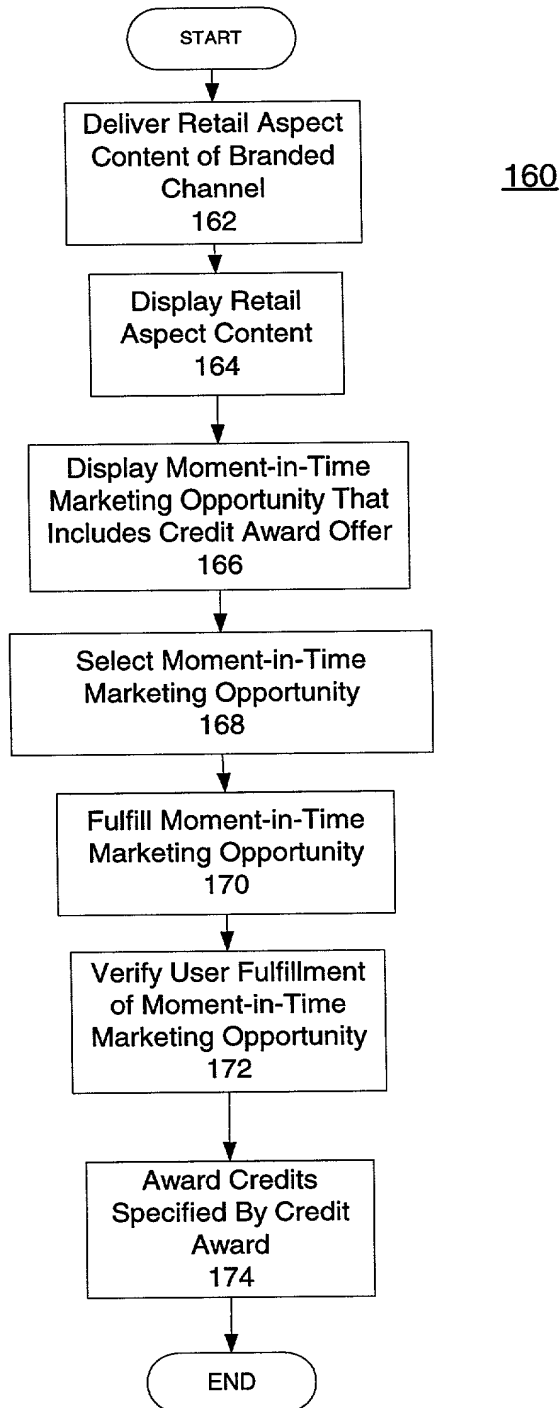 START
Deliver Retail Aspect
Content of Branded
Channel
162
160
Display Retail
Aspect Content
164
Display Moment-in-Time
Marketing Opportunity That
Includes Credit Award Offer
166
Select Moment-in-Time
Marketing Opportunity
168
Fulfill Moment-in-Time
Marketing Opportunity
170
Verify User Fulfillment
of Moment-in-Time
Marketing Opportunity
172
Award Credits
Specified By Credit
Award
174
END